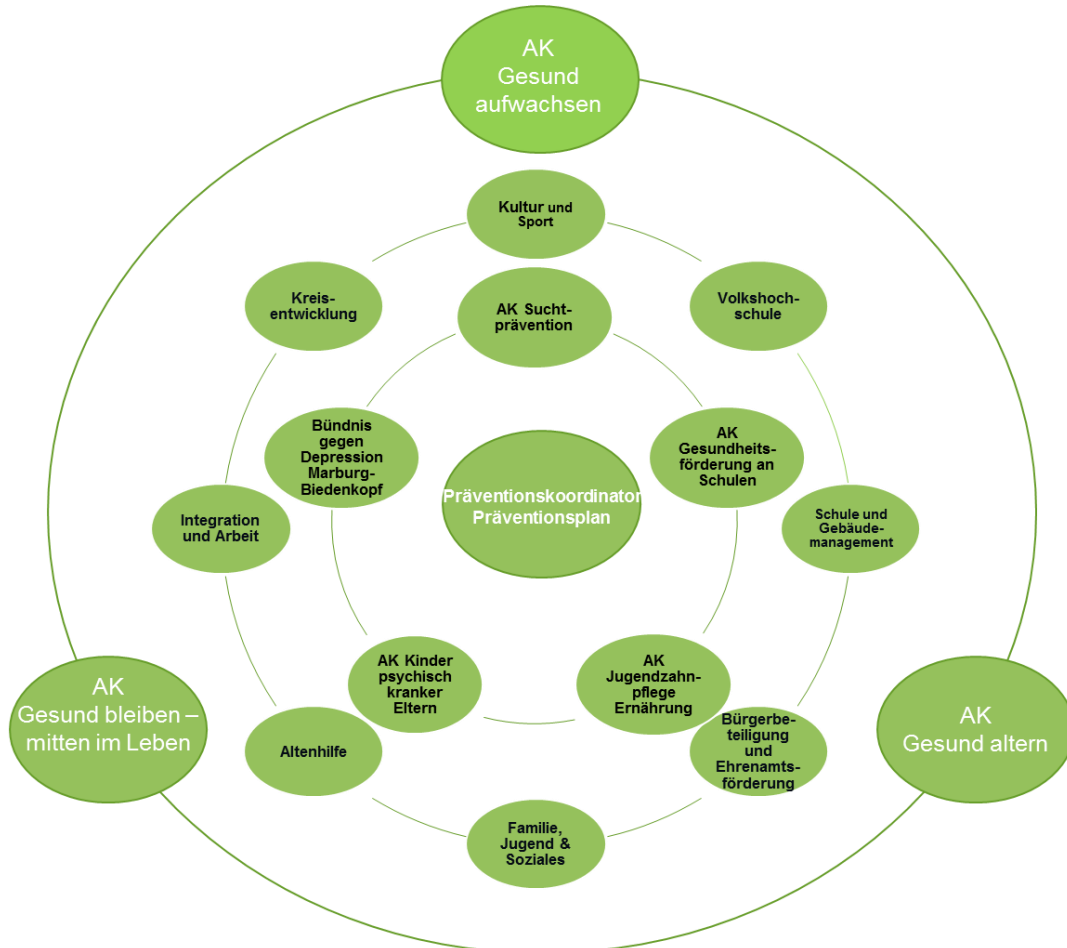 AK
Gesund
aufwachsen
Kultur und
Sport
Kreis-
entwicklung
Volkshoch-
schule
AK Sucht-
prävention
Bündnis
gegen
Depression
Marburg-
Biedenkopf
AK
Gesundheits-
förderung an
Schulen
Präventionskoordinator
Präventionsplan
Integration
und Arbeit
Schule und
Gebäude-
management
AK Kinder
psychisch
kranker
Eltern
AK
Jugendzahn-
pflege
Ernährung
AK
Gesund bleiben –
mitten im Leben
Altenhilfe
Bürgerbe-
teiligung
und
Ehrenamts-
förderung
AK
Gesund altern
Familie,
Jugend &
Soziales